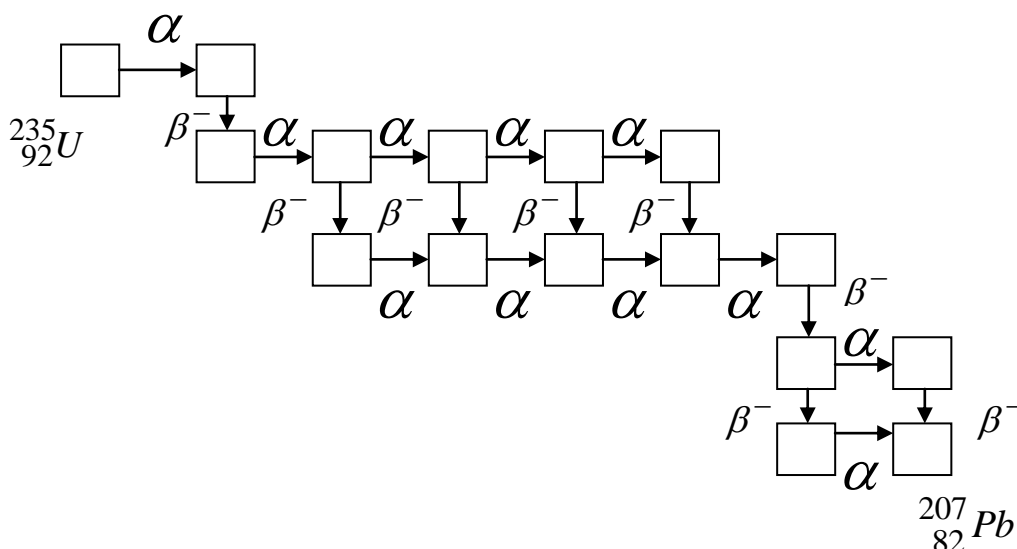 α
²³⁵₉₂U
β⁻ α α α α
β⁻ β⁻ β⁻ β⁻
α α α α
β⁻
α
β⁻ β⁻
α
²⁰⁷₈₂Pb